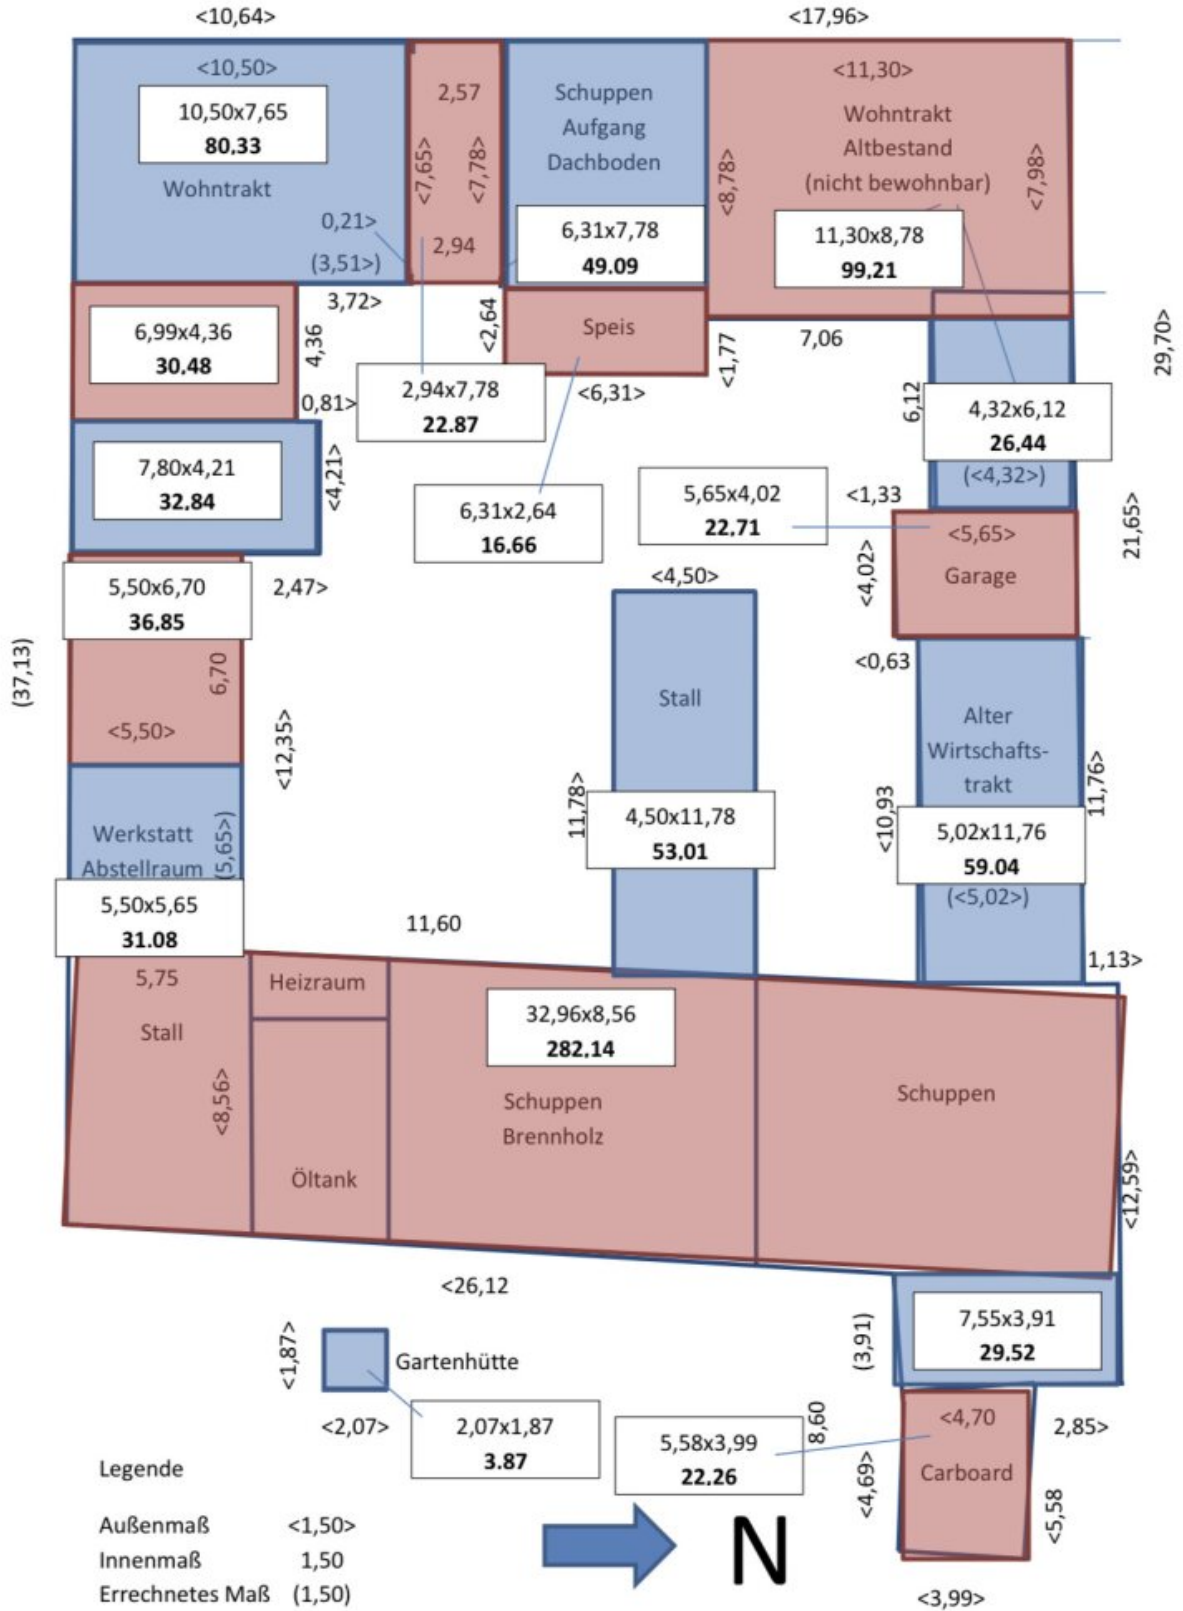 <10,64>
<17,96>
<10,50>
10,50x7,65
80.33
Wohntrakt
0,21>
(3,51>)
2,57
<7,65>
<7,78>
2,94
Schuppen
Aufgang
Dachboden
6,31x7,78
49.09
<11,30>
Wohntrakt
Altbestand
(nicht bewohnbar)
<8,78>
<7,98>
11,30x8,78
99,21
3,72>
<2,64
Speis
<1,77
7,06
29,70>
6,99x4,36
30,48
4,36
0,81>
2,94x7,78
22.87
<6,31>
6,12
4,32x6,12
26,44
(<4,32>)
7,80x4,21
32,84
<4,21>
6,31x2,64
16,66
5,65x4,02
22,71
<1,33
<5,65>
Garage
<4,02>
21,65>
5,50x6,70
36,85
2,47>
<4,50>
(37,13)
6,70
<5,50>
<12,35>
Stall
<0,63
Alter
Wirtschafts-
trakt
11,76>
11,78>
4,50x11,78
53,01
<10,93
5,02x11,76
59.04
(<5,02>)
Werkstatt
Abstellraum
(5,65>)
5,50x5,65
31.08
11,60
1,13>
5,75
Stall
Heizraum
32,96x8,56
282,14
<8,56>
Schuppen
Brennholz
Schuppen
Öltank
<12,59>
<26,12
(3,91)
7,55x3,91
29,52
<1,87>
Gartenhütte
<2,07>
2,07x1,87
3.87
5,58x3,99
22,26
8,60
<4,70
2,85>
Carboard
<4,69>
<5,58
<3,99>
Legende
Außenmaß <1,50>
Innenmaß 1,50
Errechnetes Maß (1,50)
N